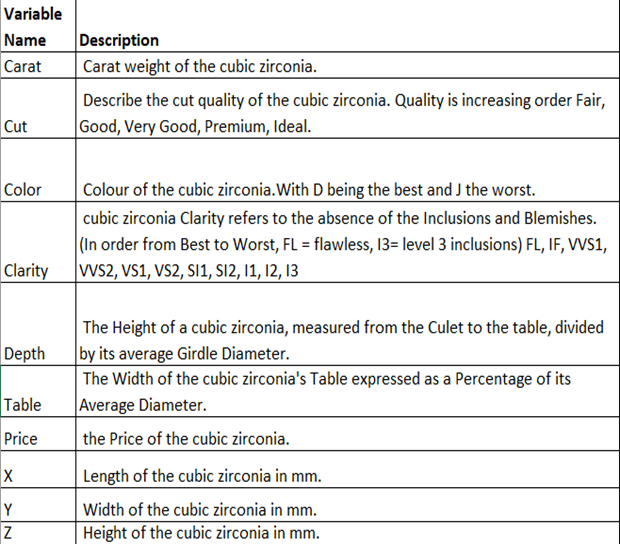 Variable
Name Description
Carat Carat weight of the cubic zirconia.
Describe the cut quality of the cubic zirconia. Quality is increasing order Fair,
Cut Good, Very Good, Premium, Ideal.
Color Colour of the cubic zirconia.With D being the best and J the worst.
cubic zirconia Clarity refers to the absence of the Inclusions and Blemishes.
(In order from Best to Worst, FL = flawless, I3= level 3 inclusions) FL, IF, VVS1,
Clarity VVS2, VS1, VS2, SI1, SI2, I1, I2, I3
The Height of a cubic zirconia, measured from the Culet to the table, divided
Depth by its average Girdle Diameter.
The Width of the cubic zirconia's Table expressed as a Percentage of its
Table Average Diameter.
Price the Price of the cubic zirconia.
X Length of the cubic zirconia in mm.
Y Width of the cubic zirconia in mm.
Z Height of the cubic zirconia in mm.